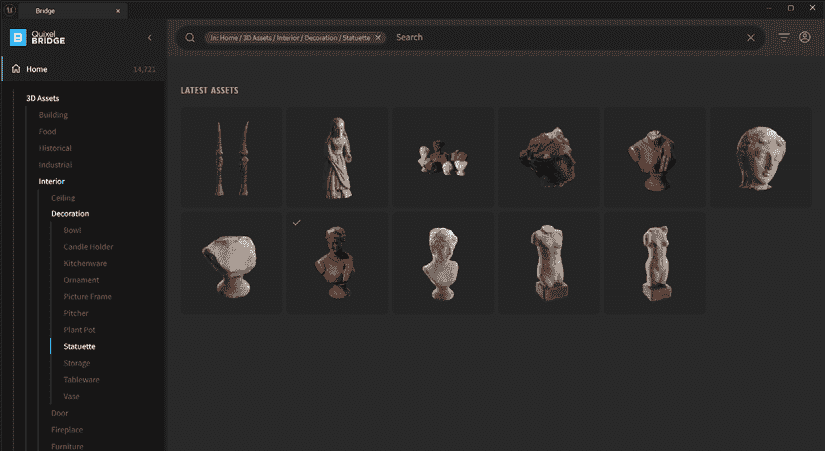 Bridge
Quixel
BRIDGE
In: Home / 3D Assets / Interior / Decoration / Statuette
Search
Home 14,721
LATEST ASSETS
3D Assets
Building
Food
Historical
Industrial
Interior
Ceiling
Decoration
Bowl
Candle Holder
Kitchenware
Ornament
Picture Frame
Pitcher
Plant Pot
Statuette
Storage
Tableware
Vase
Door
Fireplace
Furniture